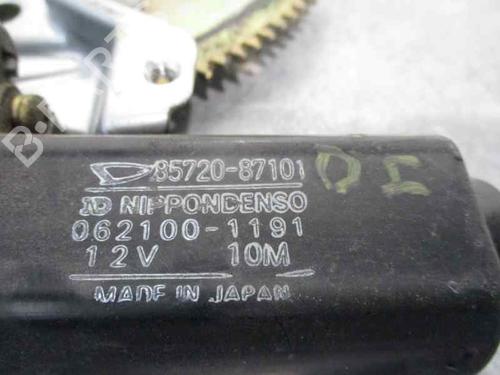 85720-87101
ND NIPPONDENSO
062100-1191
12V 10M
MADE IN JAPAN